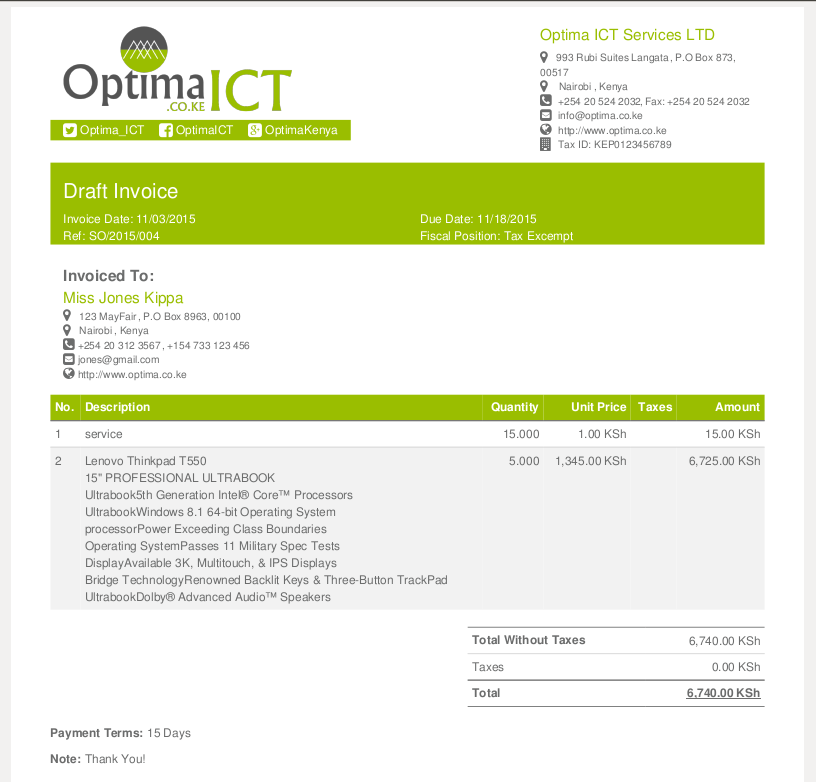 OptimaICT
.CO.KE
Optima_ICT OptimaICT OptimaKenya
Optima ICT Services LTD
993 Rubi Suites Langata, P.O Box 873,
00517
Nairobi , Kenya
+254 20 524 2032, Fax: +254 20 524 2032
info@optima.co.ke
http://www.optima.co.ke
Tax ID: KEP0123456789
Draft Invoice
Invoice Date: 11/03/2015 Due Date: 11/18/2015
Ref: SO/2015/004 Fiscal Position: Tax Excempt
Invoiced To:
Miss Jones Kippa
123 MayFair, P.O Box 8963, 00100
Nairobi , Kenya
+254 20 312 3567, +154 733 123 456
jones@gmail.com
http://www.optima.co.ke
No. Description Quantity Unit Price Taxes Amount
1 service 15.000 1.00 KSh 15.00 KSh
2 Lenovo Thinkpad T550 5.000 1,345.00 KSh 6,725.00 KSh
15" PROFESSIONAL ULTRABOOK
Ultrabook5th Generation Intel® Core™ Processors
UltrabookWindows 8.1 64-bit Operating System
processorPower Exceeding Class Boundaries
Operating SystemPasses 11 Military Spec Tests
DisplayAvailable 3K, Multitouch, & IPS Displays
Bridge TechnologyRenowned Backlit Keys & Three-Button TrackPad
UltrabookDolby® Advanced Audio™ Speakers
Total Without Taxes 6,740.00 KSh
Taxes 0.00 KSh
Total 6,740.00 KSh
Payment Terms: 15 Days
Note: Thank You!